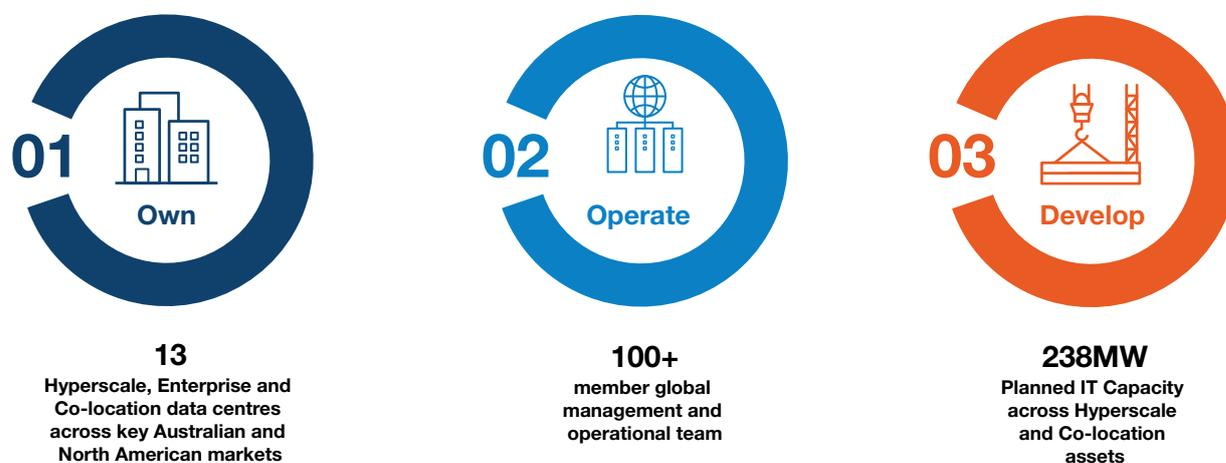 01
Own
13
Hyperscale, Enterprise and
Co-location data centres
across key Australian and
North American markets
02
Operate
100+
member global
management and
operational team
03
Develop
238MW
Planned IT Capacity
across Hyperscale
and Co-location
assets